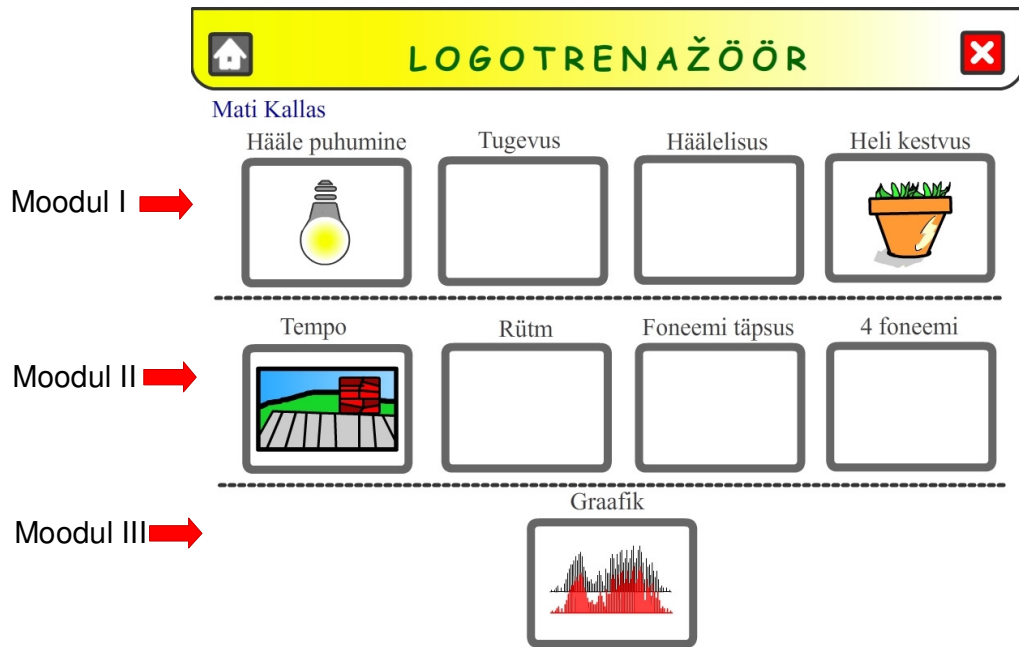 LOGOTRENAŽÖÖR
Mati Kallas
Hääle puhumine Tugevus Häälelisus Heli kestvus
Moodul I
Tempo Rütm Foneemi täpsus 4 foneemi
Moodul II
Graafik
Moodul III